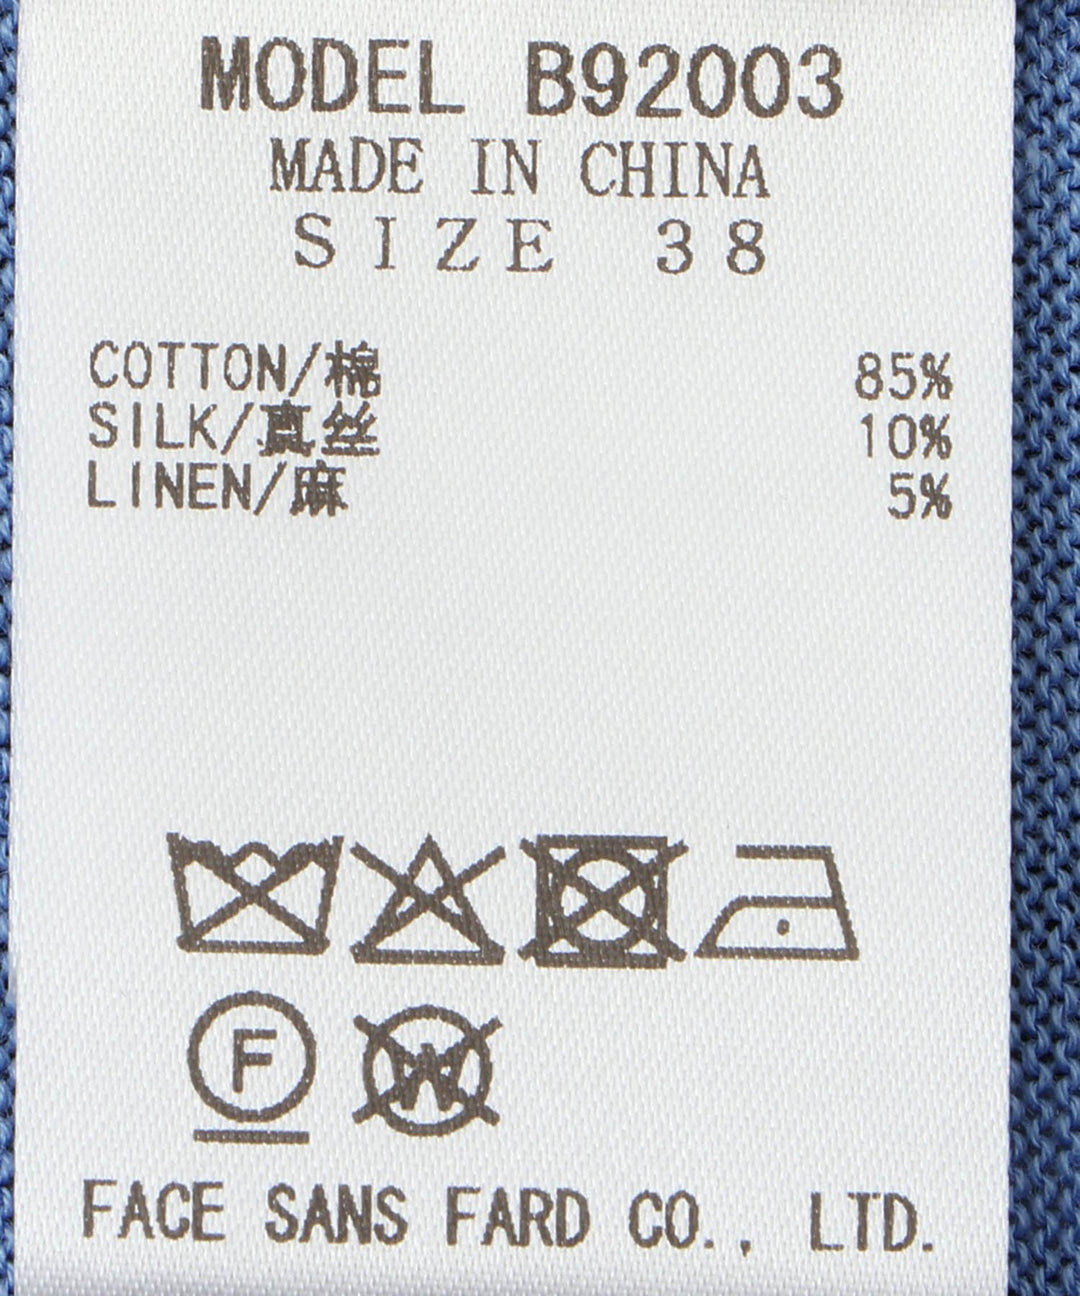 MODEL B92003
MADE IN CHINA
SIZE 38
COTTON/棉 85%
SILK/真丝 10%
LINEN/麻 5%
F W
FACE SANS FARD CO., LTD.